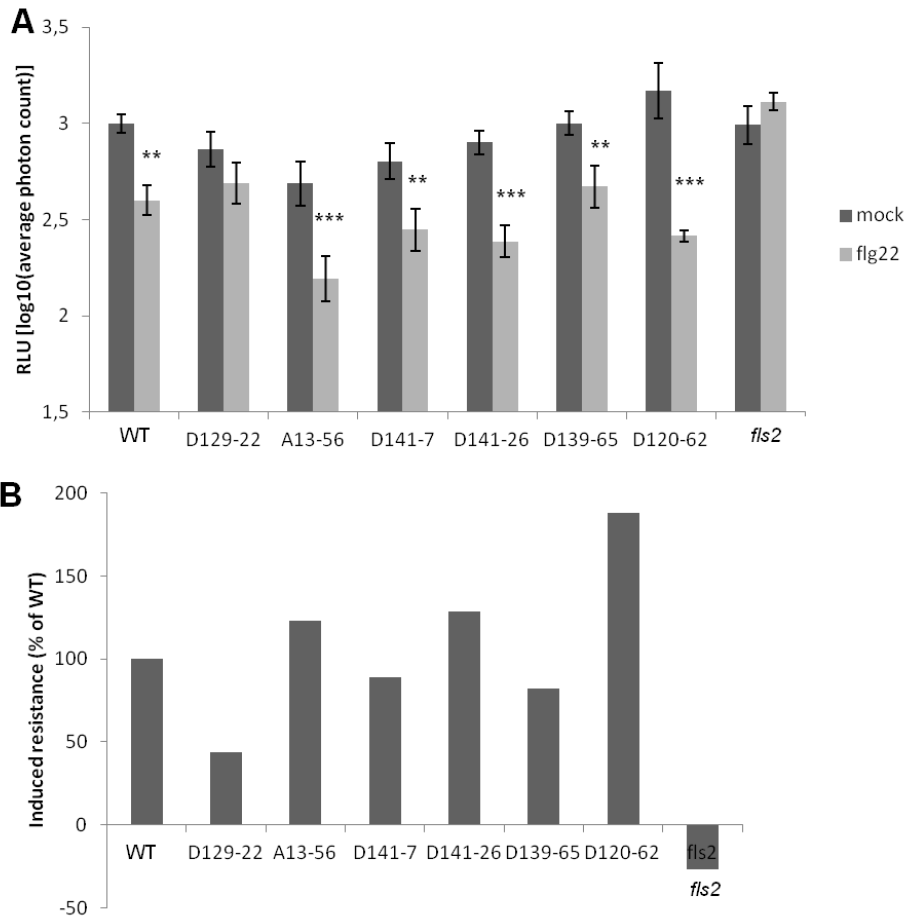 A
RLU [log10(average photon count)]
3,5
3
2,5
2
1,5
**
***
**
***
**
***
mock
flg22
WT D129-22 A13-56 D141-7 D141-26 D139-65 D120-62 fls2
B
Induced resistance (% of WT)
200
150
100
50
0
-50
WT D129-22 A13-56 D141-7 D141-26 D139-65 D120-62 fls2
fls2